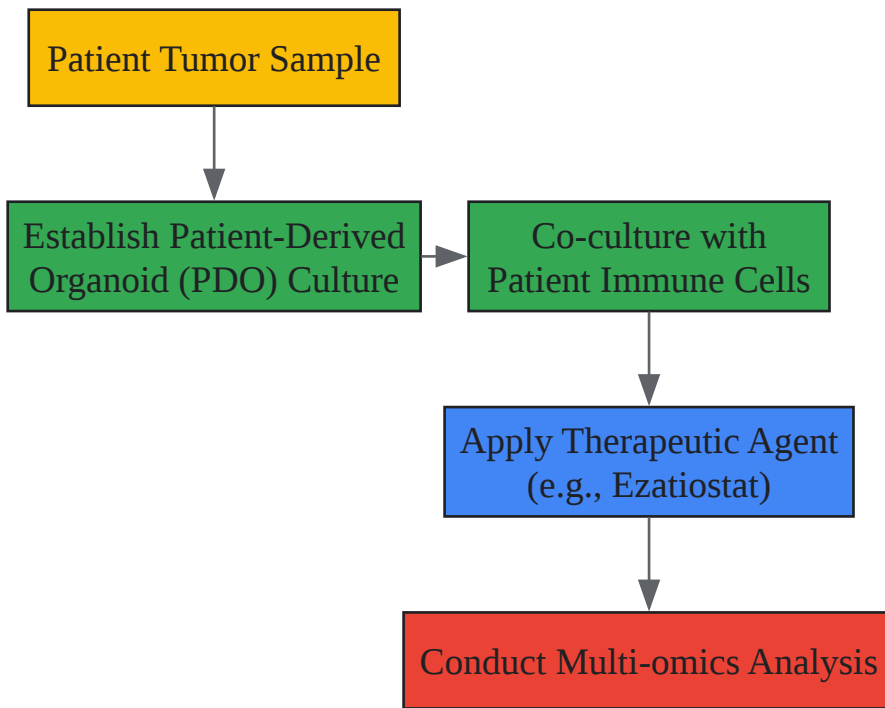 Patient Tumor Sample
Establish Patient-Derived
Organoid (PDO) Culture
Co-culture with
Patient Immune Cells
Apply Therapeutic Agent
(e.g., Ezatiostat)
Conduct Multi-omics Analysis